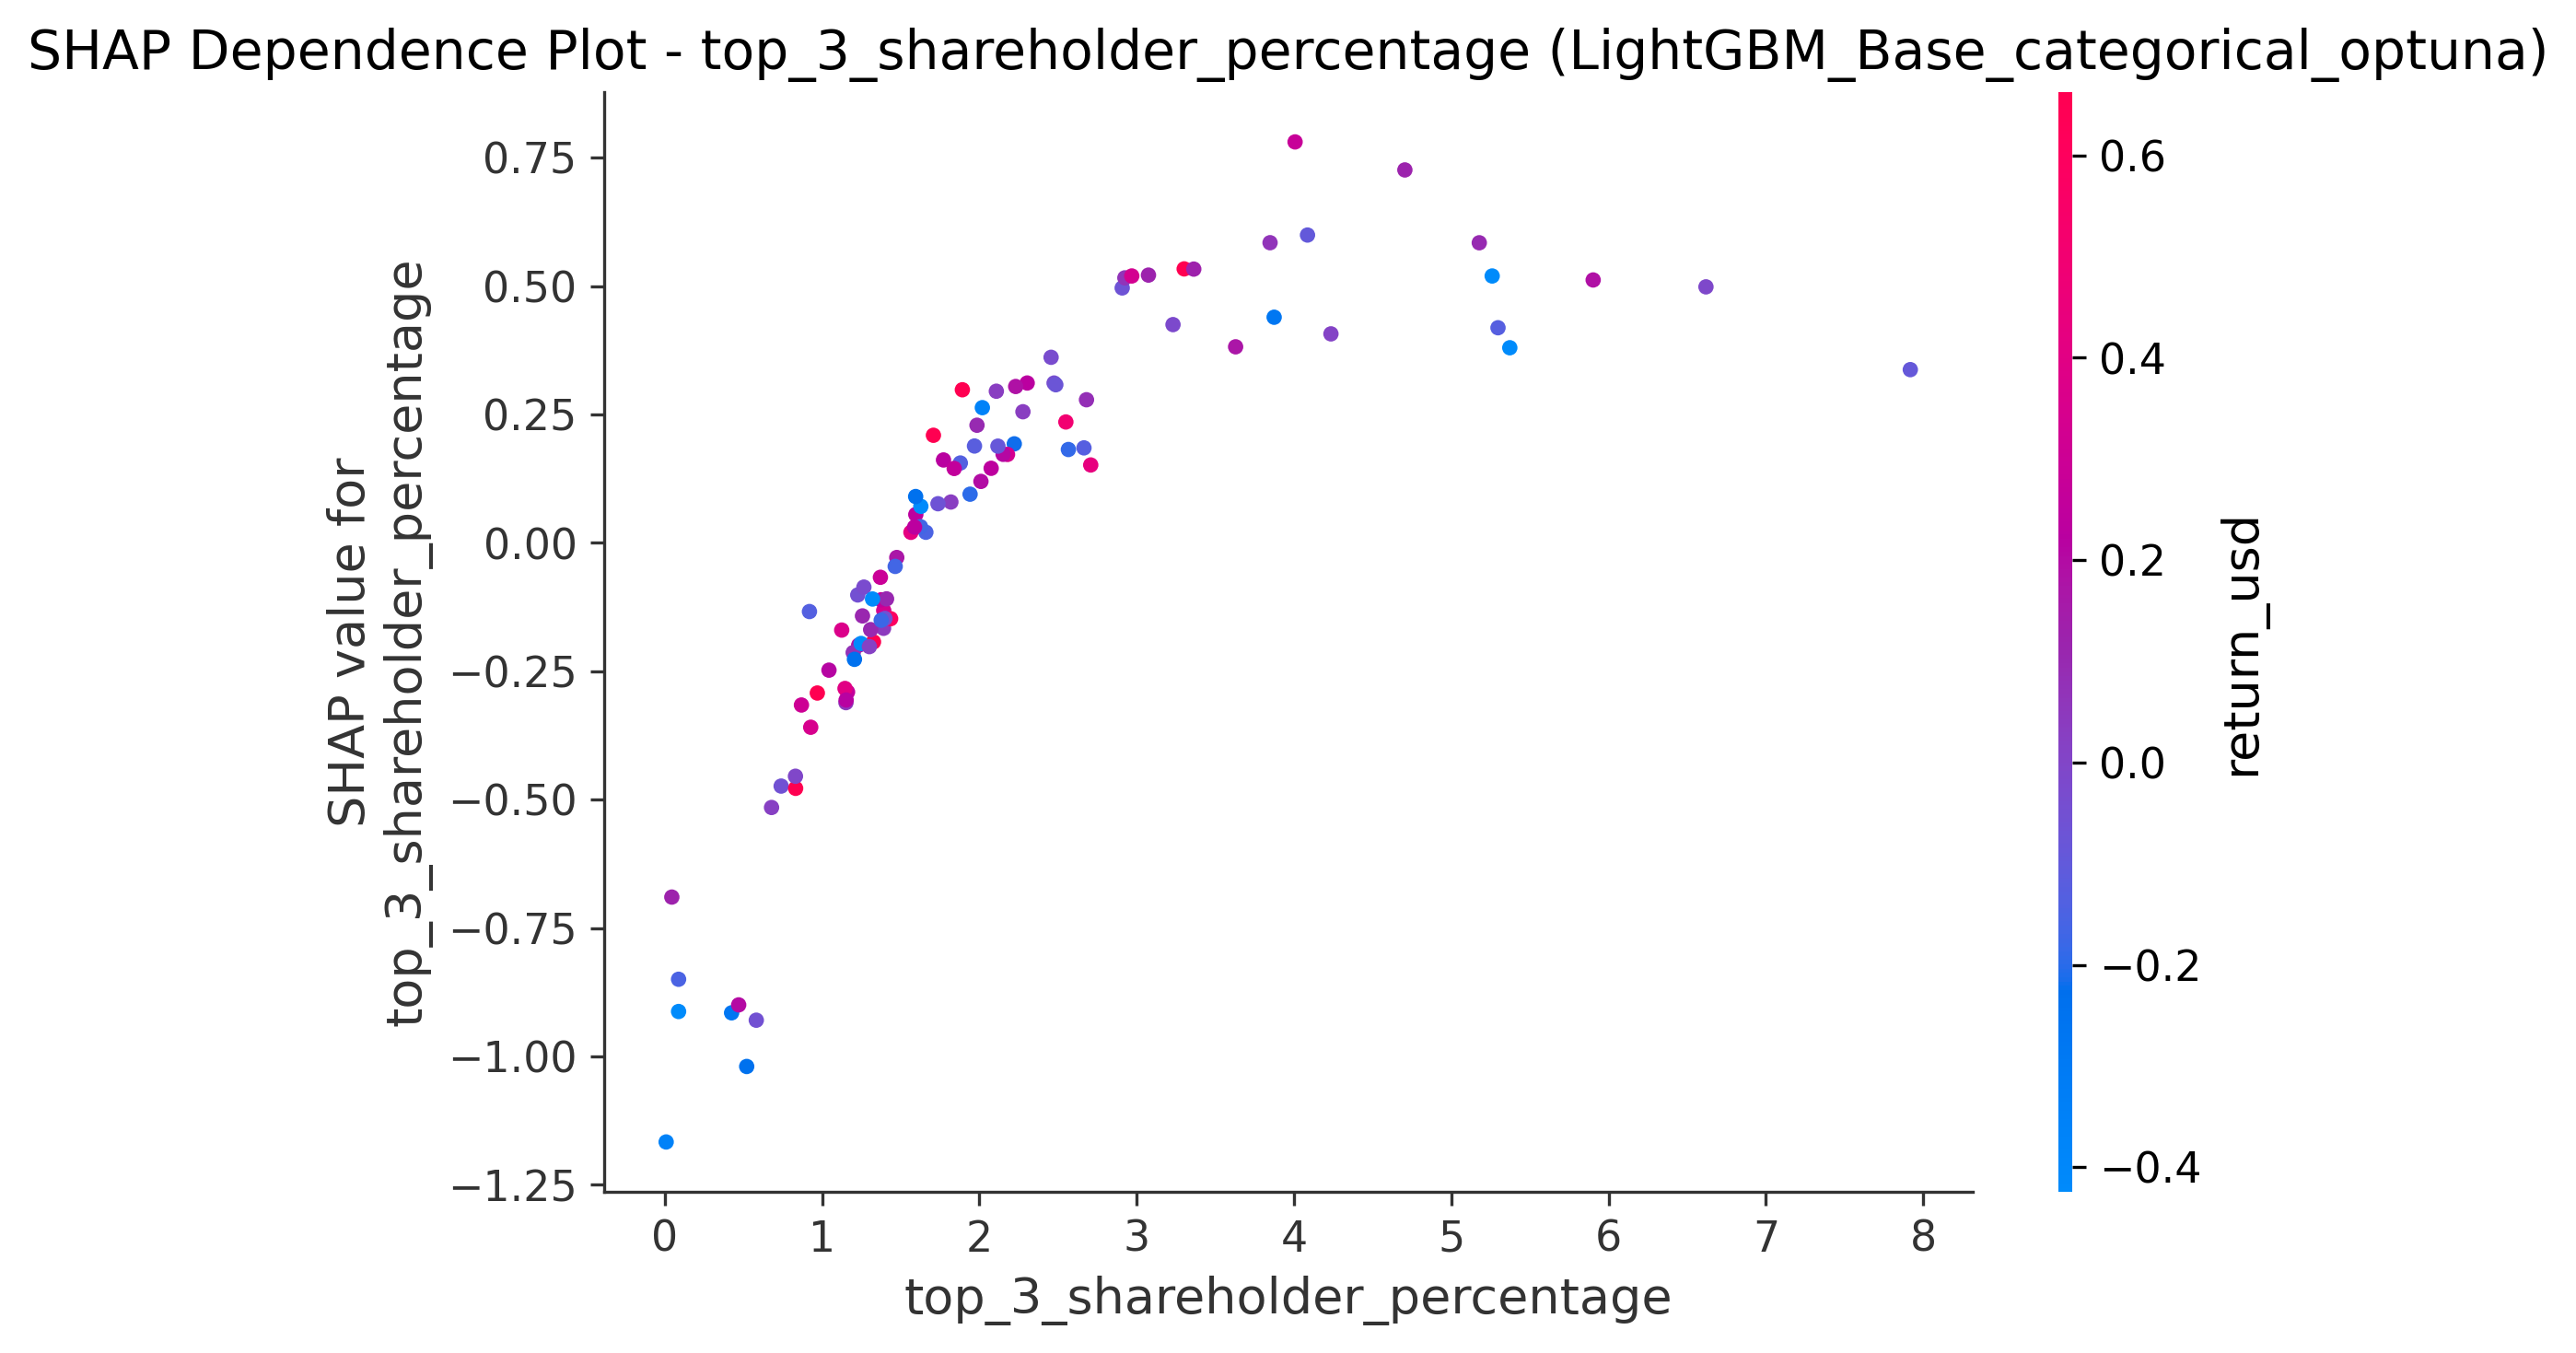 SHAP Dependence Plot - top_3_shareholder_percentage (LightGBM_Base_categorical_optuna)
SHAP value for
top_3_shareholder_percentage
0.75
0.50
0.25
0.00
−0.25
−0.50
−0.75
−1.00
−1.25
0 1 2 3 4 5 6 7 8
top_3_shareholder_percentage
0.6
0.4
0.2
0.0
−0.2
−0.4
return_usd